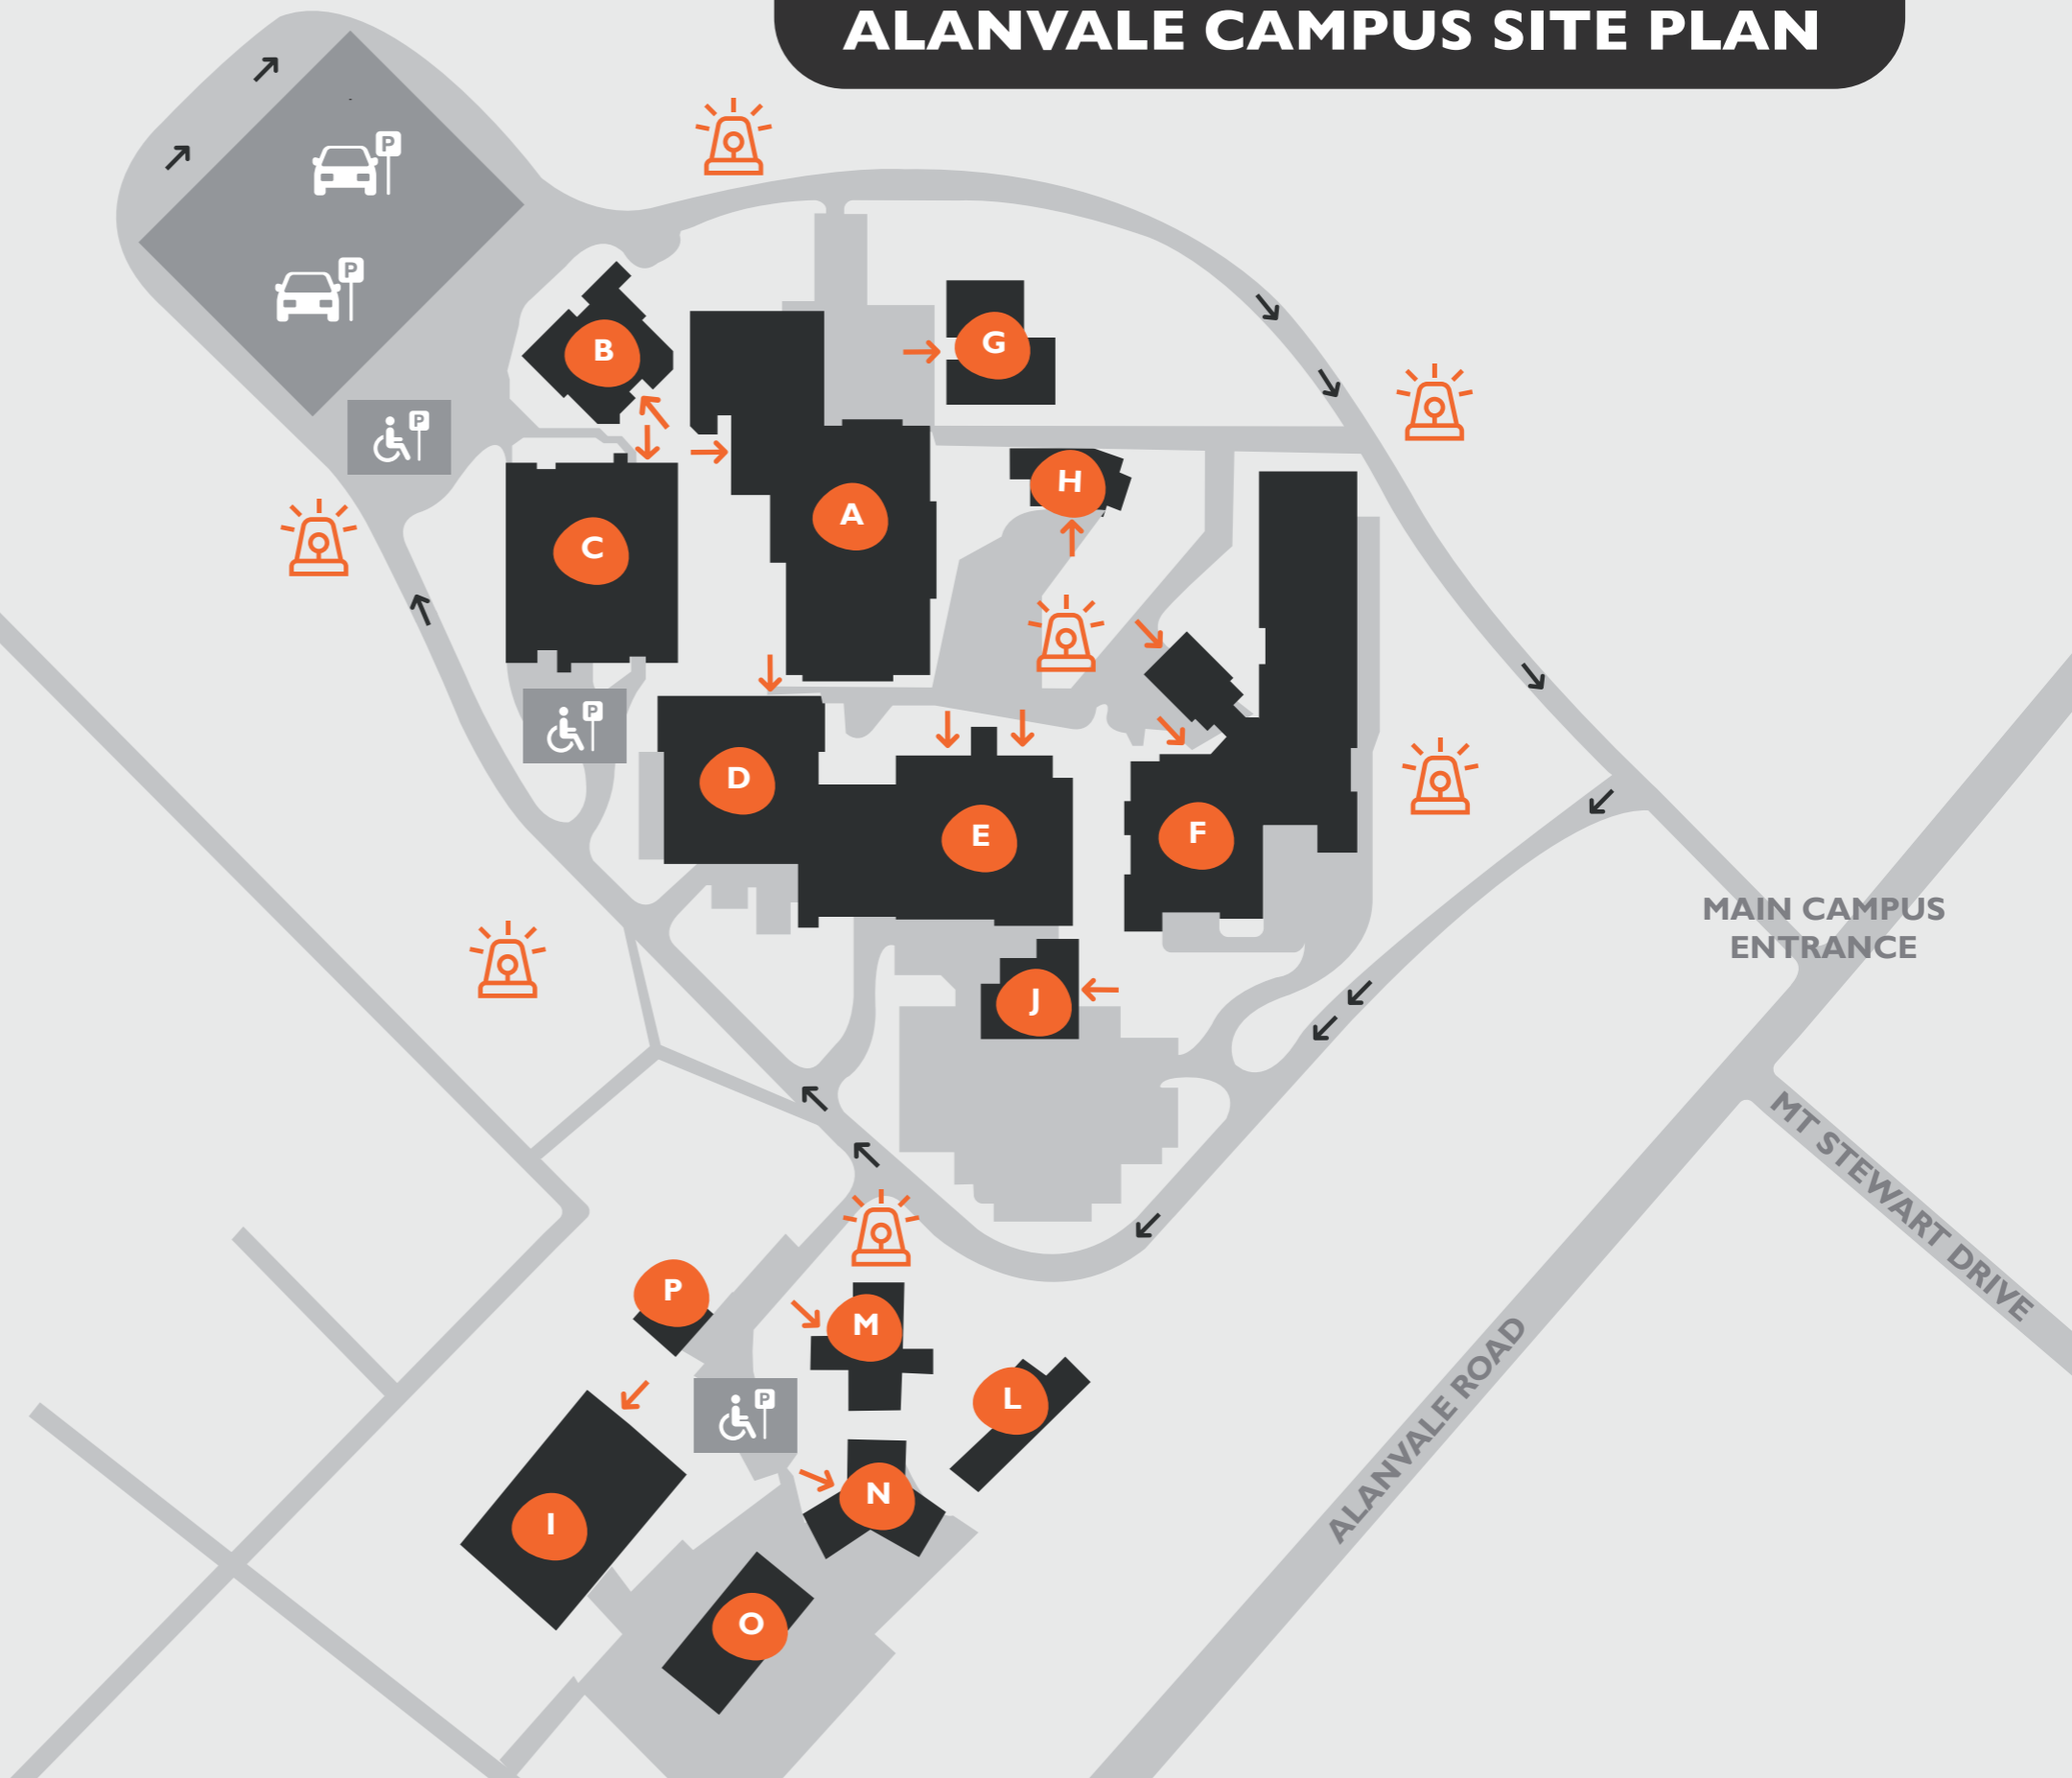 ALANVALE CAMPUS SITE PLAN
P
P
B
G
P
H
A
C
P
D
E
F
MAIN CAMPUS
ENTRANCE
J
MT STEWART DRIVE
P
M
ALANVALE ROAD
P
L
N
I
O